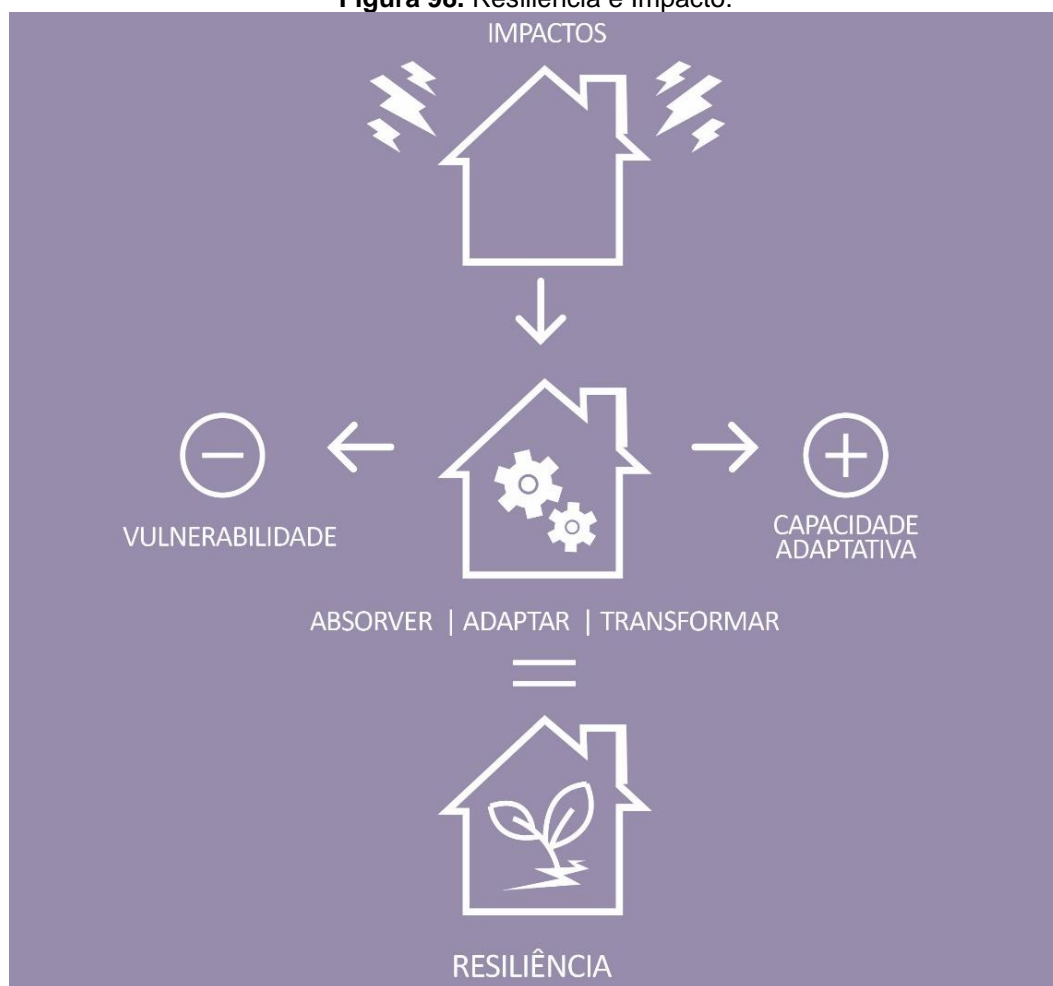 Figura 98. Resiliência e Impacto.
IMPACTOS
VULNERABILIDADE
CAPACIDADE
ADAPTATIVA
ABSORVER | ADAPTAR | TRANSFORMAR
RESILIÊNCIA